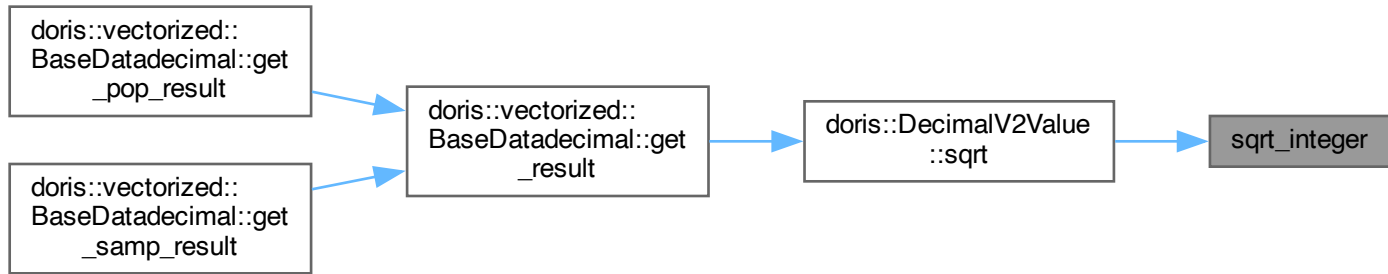 doris::vectorized::
BaseDatadecimal::get
_pop_result
doris::vectorized::
BaseDatadecimal::get
_samp_result
doris::vectorized::
BaseDatadecimal::get
_result
doris::DecimalV2Value
::sqrt
sqrt_integer